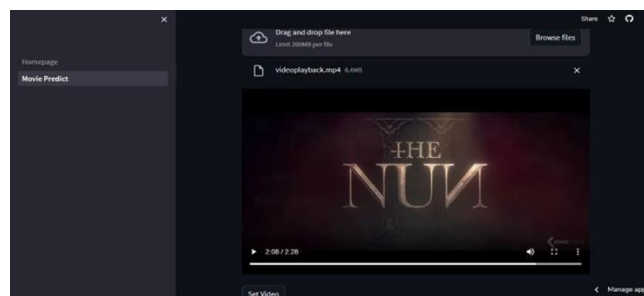 Share
Drag and drop file here
Limit 200MB per file
Browse files
Homepage
Movie Predict
videoplayback.mp4 6.4MB
II
THE
NUN
2:08 / 2:28
Set Video
Manage app